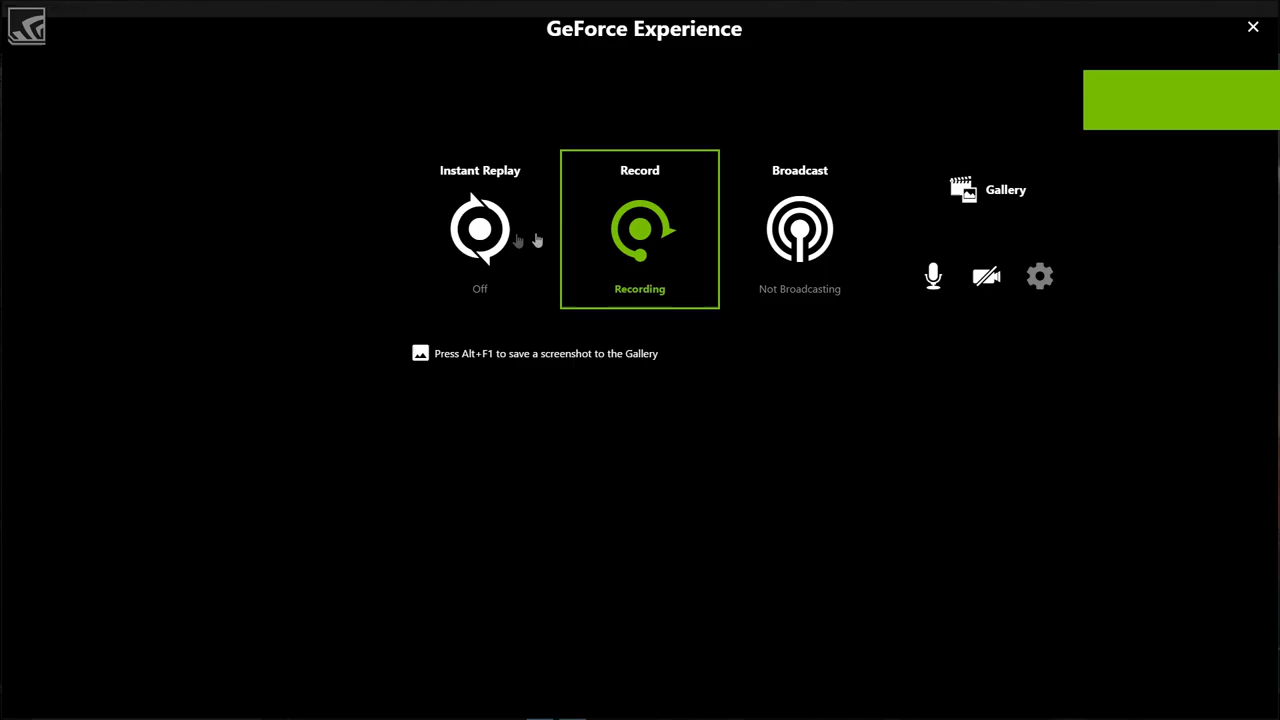 GeForce Experience
Instant Replay
Record
Broadcast
Gallery
Off
Recording
Not Broadcasting
Press Alt+F1 to save a screenshot to the Gallery